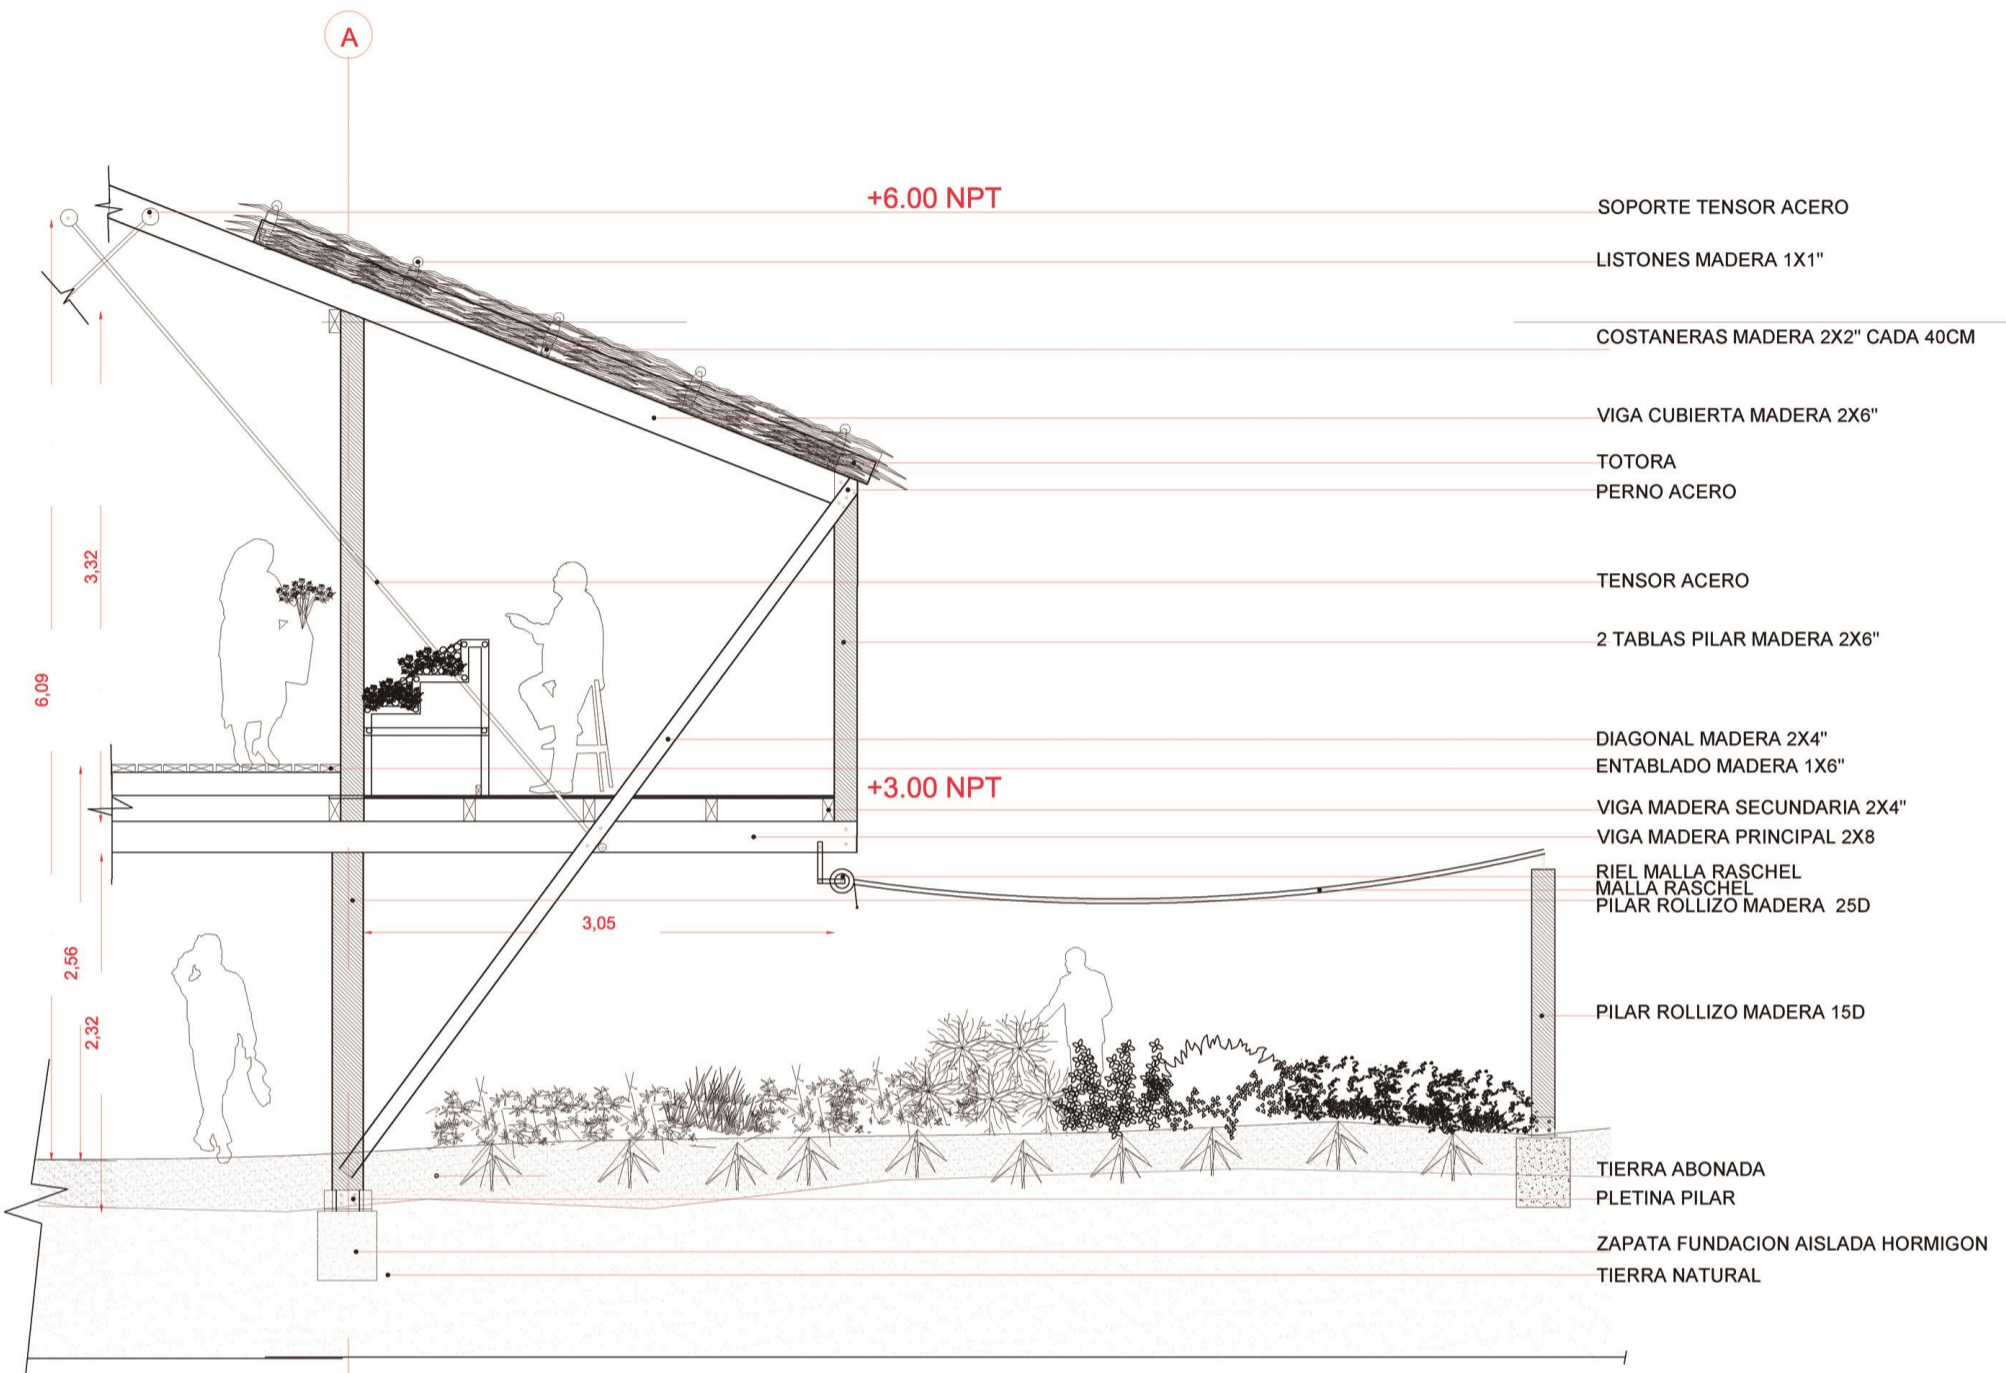 A
+6.00 NPT
SOPORTE TENSOR ACERO
LISTONES MADERA 1X1"
COSTANERAS MADERA 2X2" CADA 40CM
VIGA CUBIERTA MADERA 2X6"
TOTORA
PERNO ACERO
3,32
TENSOR ACERO
2 TABLAS PILAR MADERA 2X6"
6,09
DIAGONAL MADERA 2X4"
ENTABLADO MADERA 1X6"
+3.00 NPT
VIGA MADERA SECUNDARIA 2X4"
VIGA MADERA PRINCIPAL 2X8
RIEL MALLA RASCHEL
MALLA RASCHEL
PILAR ROLLIZO MADERA 25D
3,05
2,56
2,32
PILAR ROLLIZO MADERA 15D
TIERRA ABONADA
PLETINA PILAR
ZAPATA FUNDACION AISLADA HORMIGON
TIERRA NATURAL